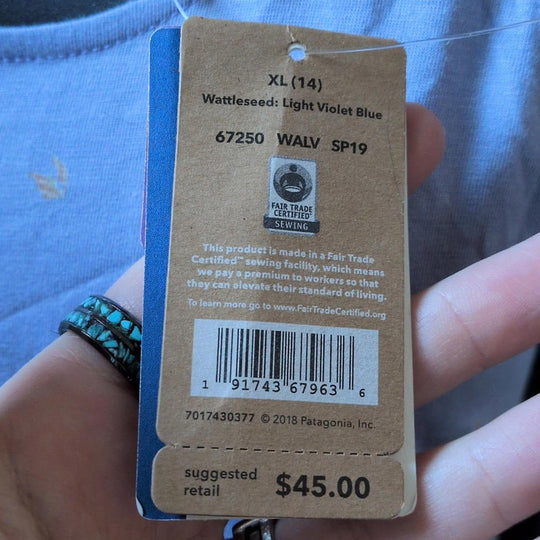 XL (14)
Wattleseed: Light Violet Blue
67250 WALV SP19
FAIR TRADE
CERTIFIED
SEWING
This product is made in a Fair Trade
Certified™ sewing facility, which means
we pay a premium to workers so that
they can elevate their standard of living.
To learn more go to www.FairTradeCertified.org
1 91743 67963 6
7017430377 © 2018 Patagonia, Inc.
suggested
retail
$45.00